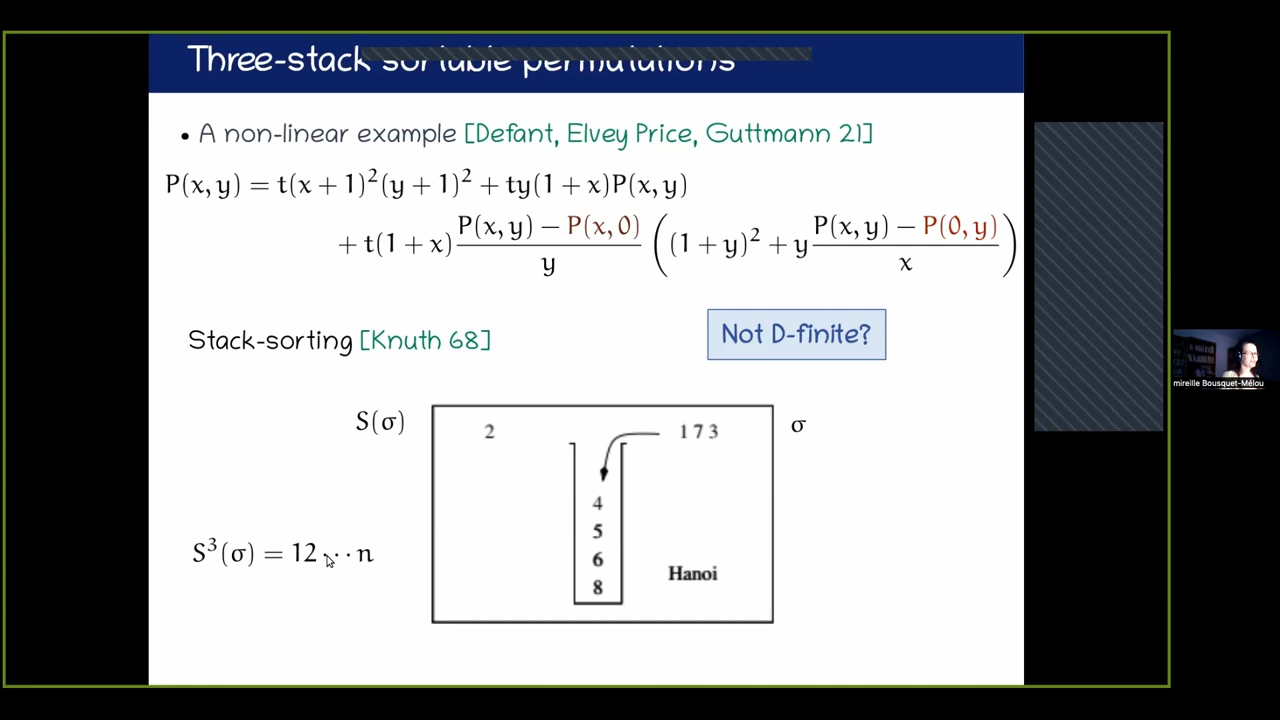 Three-stack sortable permutations
• A non-linear example [Defant, Elvey Price, Guttmann 21]
P(x, y) = t(x + 1)²(y + 1)² + ty(1 + x)P(x, y)
+ t(1 + x) P(x, y) − P(x, 0) / y ( (1 + y)² + y P(x, y) − P(0, y) / x )
Stack-sorting [Knuth 68]
Not D-finite?
S(σ)
2
1 7 3
σ
4
5
6
8
Hanoi
S³(σ) = 12 ⋯ n
mireille Bousquet-Mélou